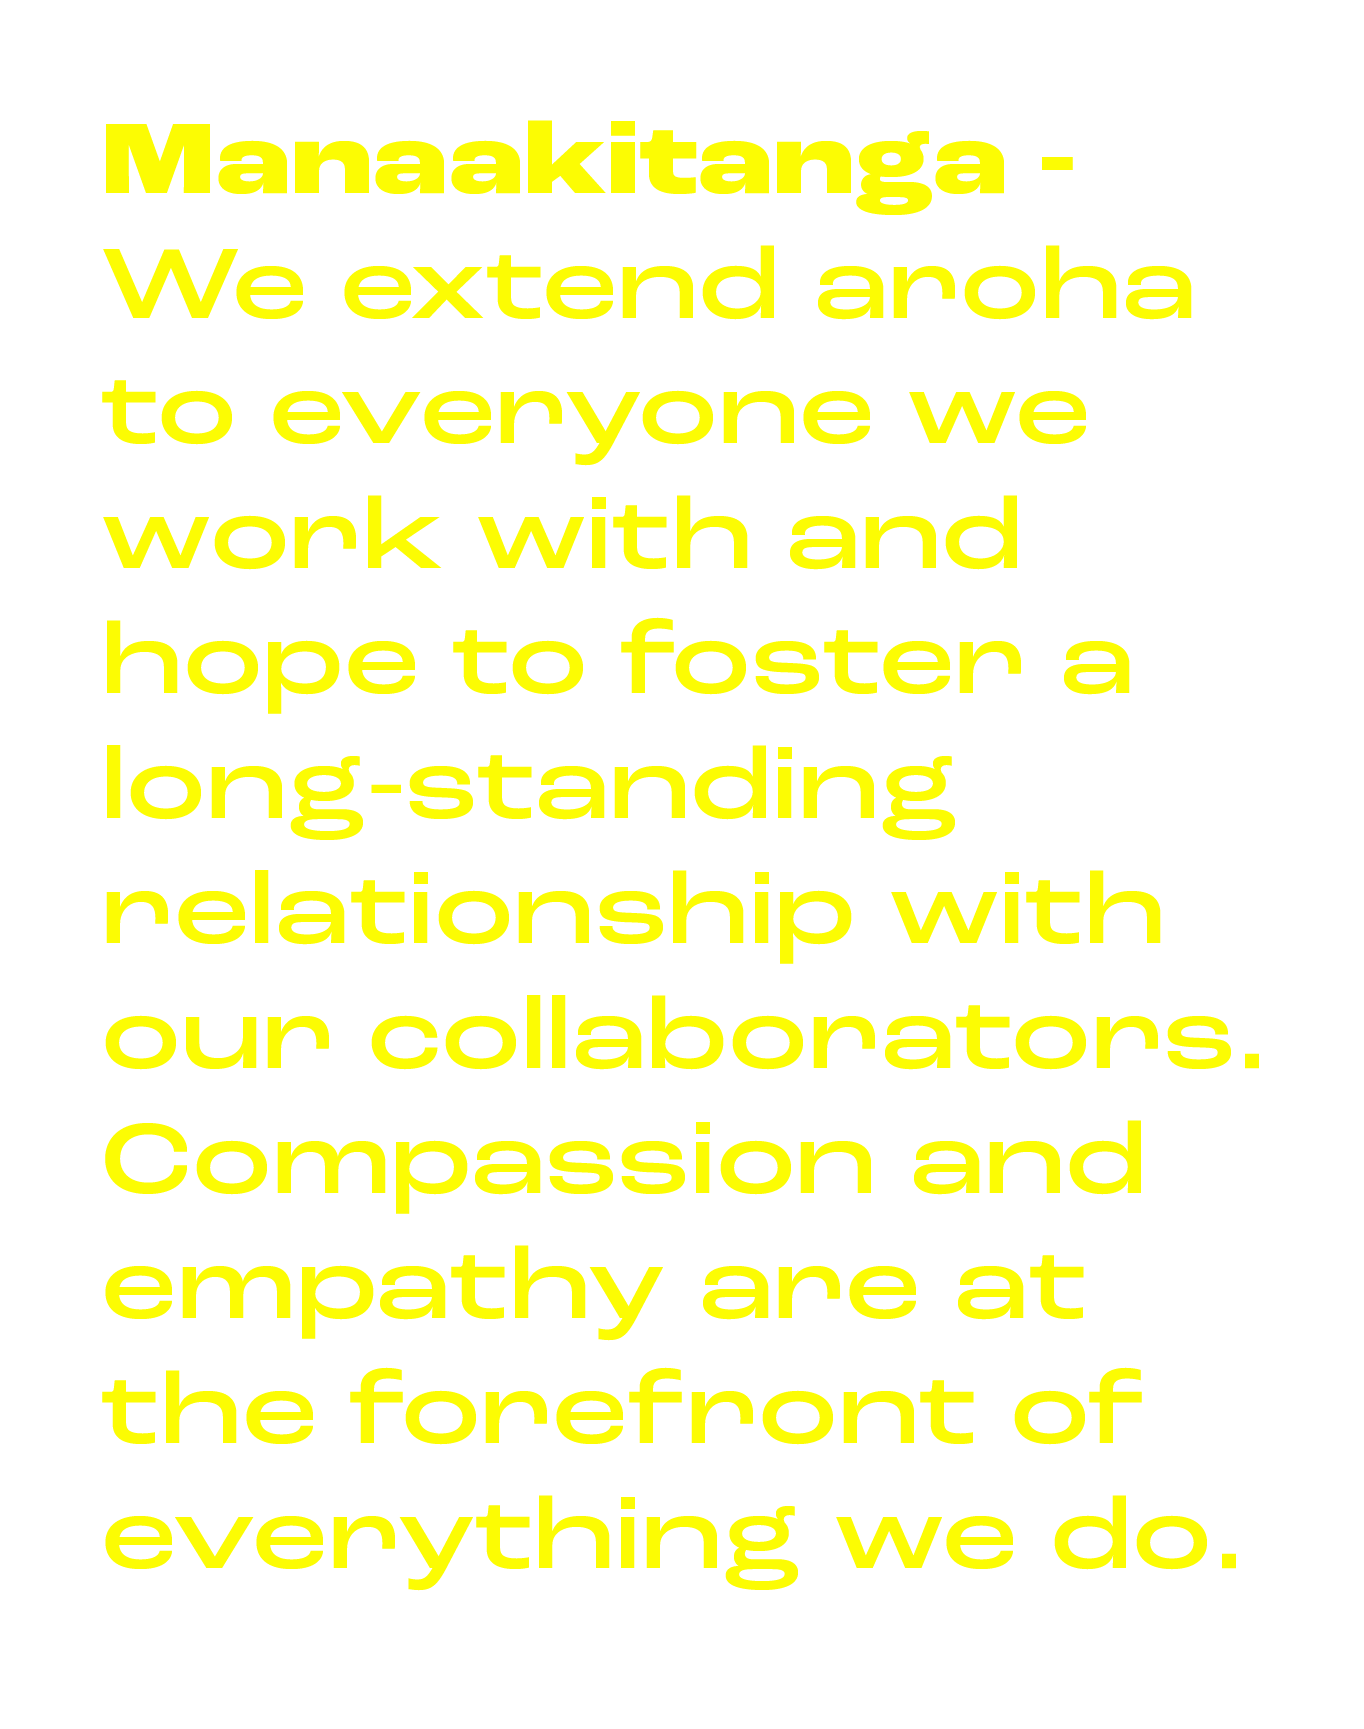 Manaakitanga -
We extend aroha
to everyone we
work with and
hope to foster a
long-standing
relationship with
our collaborators.
Compassion and
empathy are at
the forefront of
everything we do.